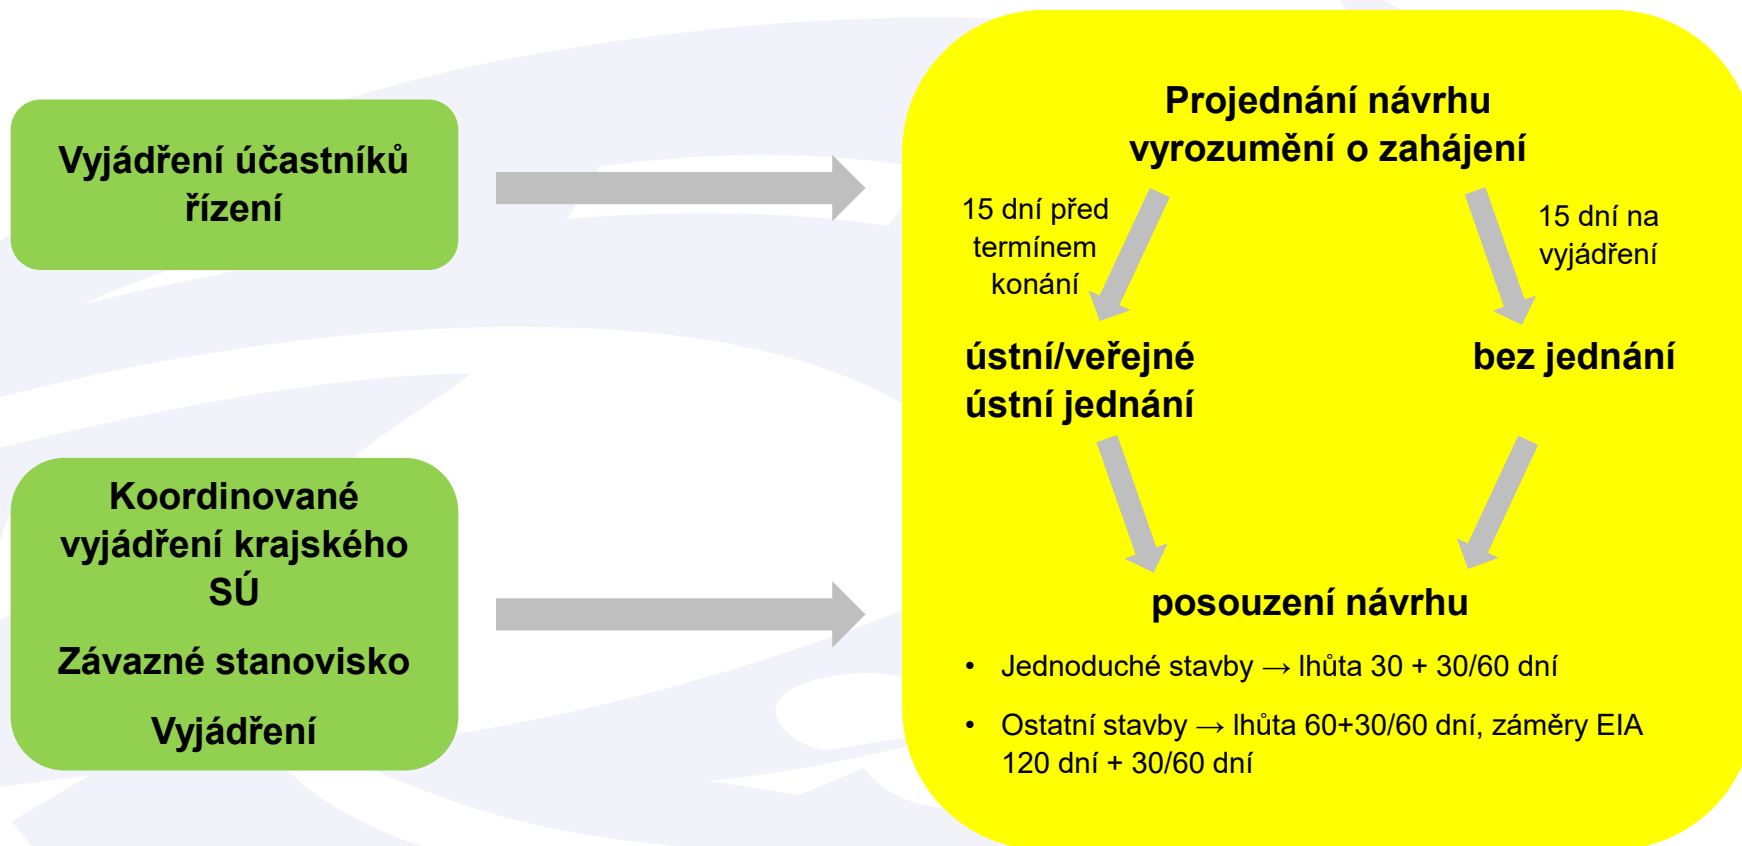 Vyjádření účastníků
řízení
Koordinované
vyjádření krajského
SÚ
Závazné stanovisko
Vyjádření
Projednání návrhu
vyrozumění o zahájení
15 dní před
termínem
konání
15 dní na
vyjádření
ústní/veřejné
ústní jednání
bez jednání
posouzení návrhu
• Jednoduché stavby → lhůta 30 + 30/60 dní
• Ostatní stavby → lhůta 60+30/60 dní, záměry EIA
120 dní + 30/60 dní